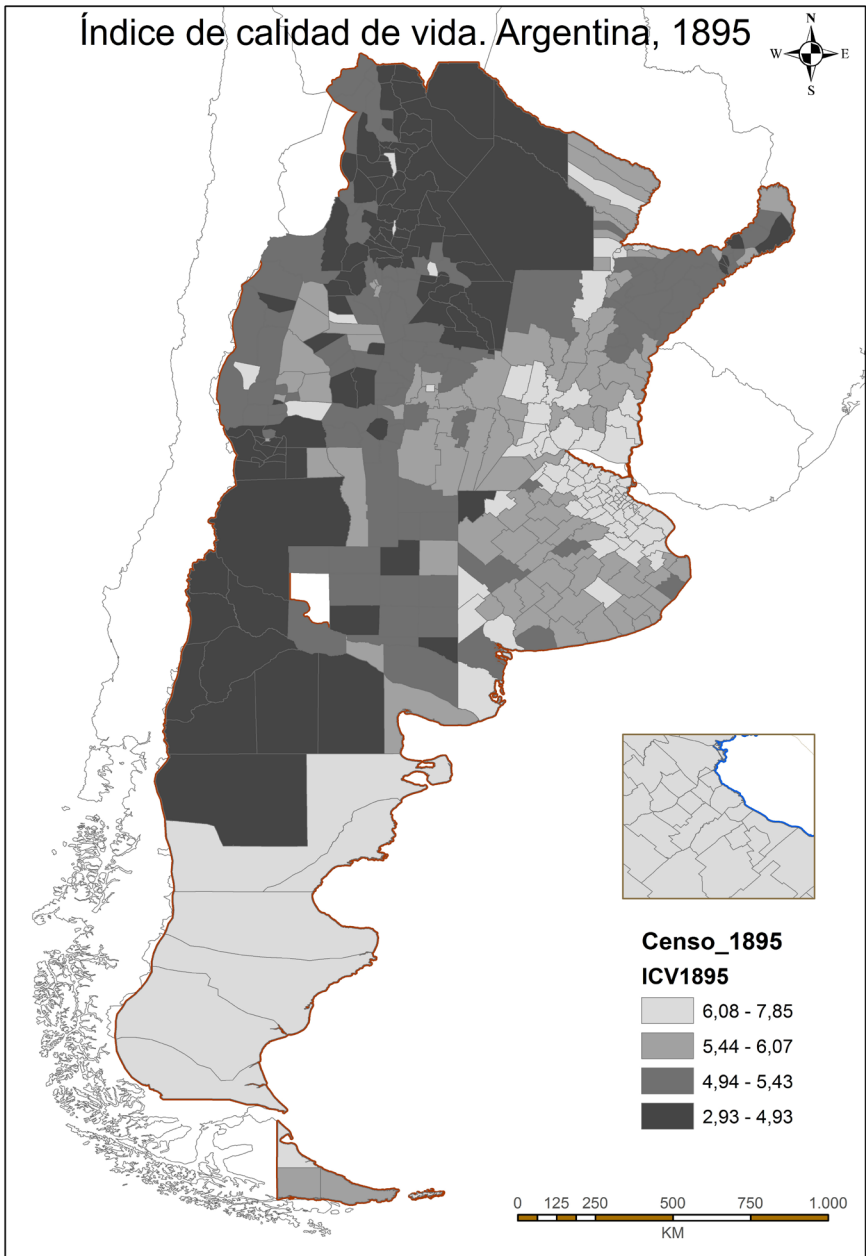 Índice de calidad de vida. Argentina, 1895
N
W E
S
Censo_1895
ICV1895
6,08 - 7,85
5,44 - 6,07
4,94 - 5,43
2,93 - 4,93
0 125 250 500 750 1.000
KM